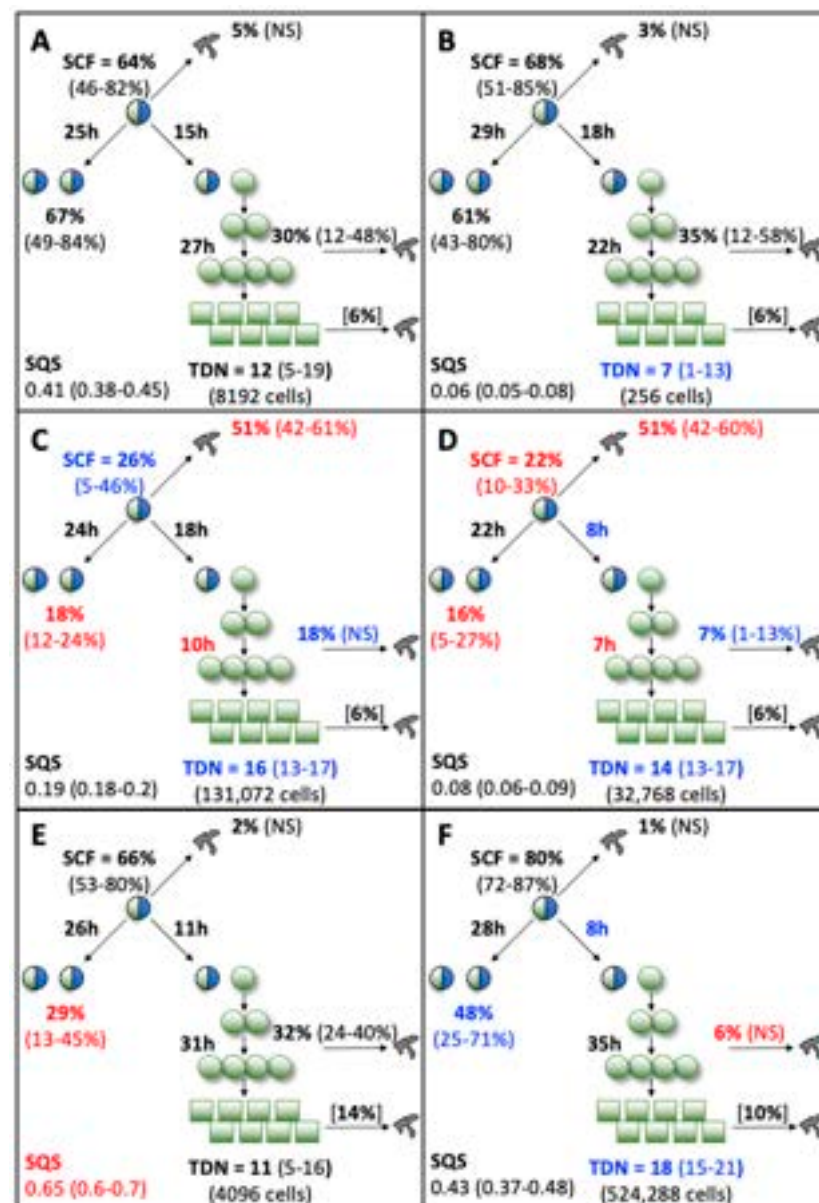 A
5% (NS)
SCF = 64%
(46-82%)
25h
15h
67%
(49-84%)
27h
30% (12-48%)
[6%]
SQS
0.41 (0.38-0.45)
TDN = 12 (5-19)
(8192 cells)
B
3% (NS)
SCF = 68%
(51-85%)
29h
18h
61%
(43-80%)
22h
35% (12-58%)
[6%]
SQS
0.06 (0.05-0.08)
TDN = 7 (1-13)
(256 cells)
C
51% (42-61%)
SCF = 26%
(5-46%)
24h
18h
18%
(12-24%)
10h
18% (NS)
[6%]
SQS
0.19 (0.18-0.2)
TDN = 16 (13-17)
(131,072 cells)
D
51% (42-60%)
SCF = 22%
(10-33%)
22h
8h
16%
(5-27%)
7h
7% (1-13%)
[6%]
SQS
0.08 (0.06-0.09)
TDN = 14 (13-17)
(32,768 cells)
E
2% (NS)
SCF = 66%
(53-80%)
26h
11h
29%
(13-45%)
31h
32% (24-40%)
[14%]
SQS
0.65 (0.6-0.7)
TDN = 11 (5-16)
(4096 cells)
F
1% (NS)
SCF = 80%
(72-87%)
28h
8h
48%
(25-71%)
35h
6% (NS)
[10%]
SQS
0.43 (0.37-0.48)
TDN = 18 (15-21)
(524,288 cells)